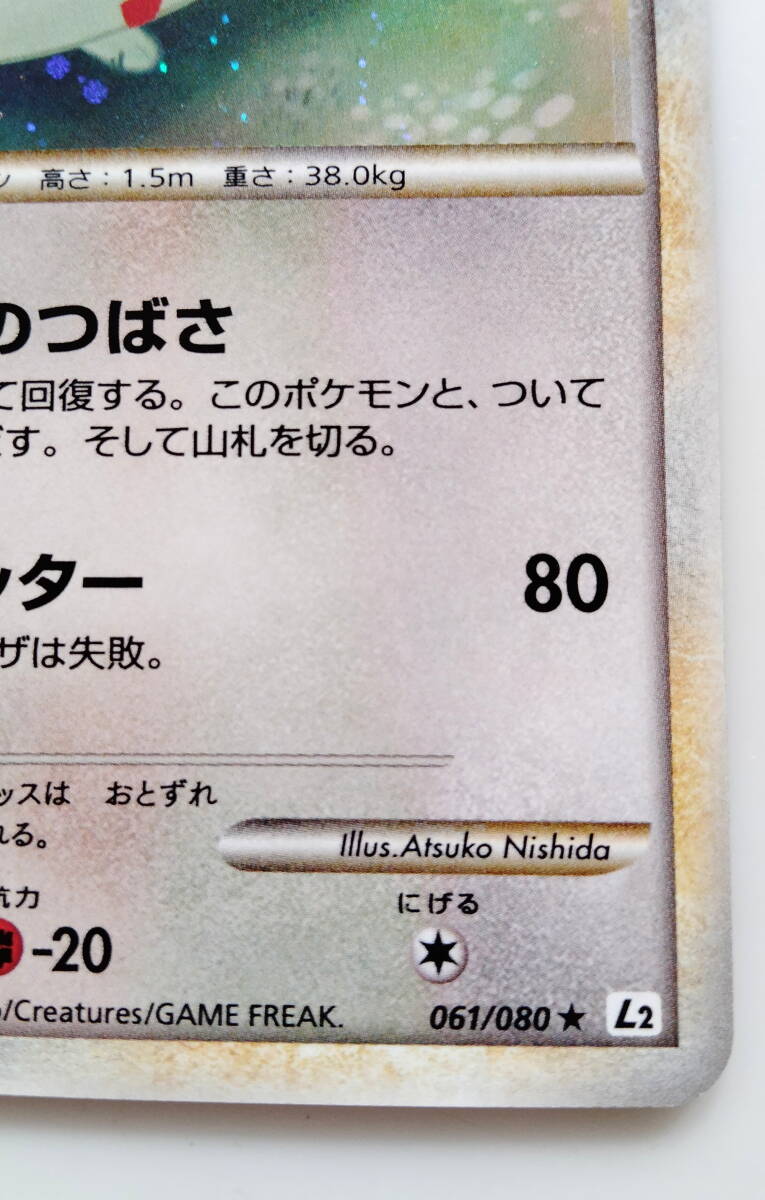 高さ：1.5m 重さ：38.0kg
のつばさ
て回復する。このポケモンと、ついて
す。そして山札を切る。
ター
ザは失敗。
ッスは おとずれ
れる。
Illus.Atsuko Nishida
抗力
にげる
-20
/Creatures/GAME FREAK.
061/080 ★ L2